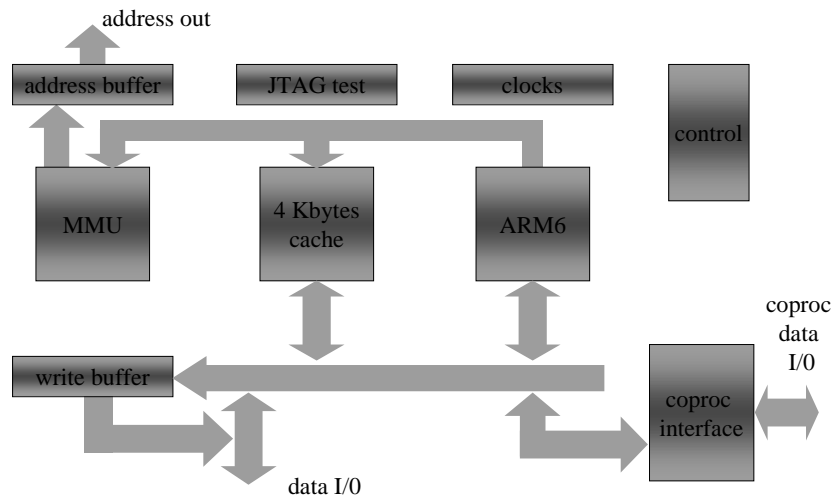 address out
address buffer
JTAG test
clocks
control
MMU
4 Kbytes
cache
ARM6
coproc
data
I/0
write buffer
coproc
interface
data I/0